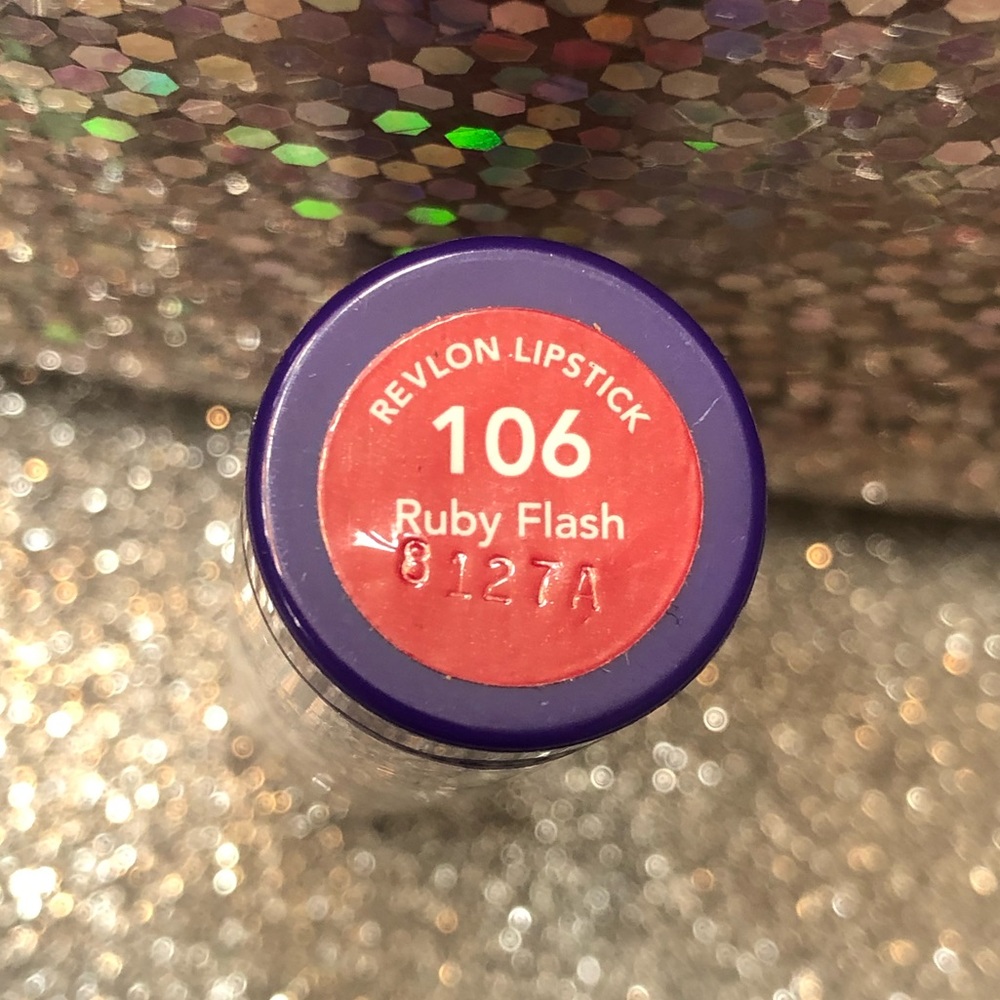 REVLON LIPSTICK
106
Ruby Flash
8127A